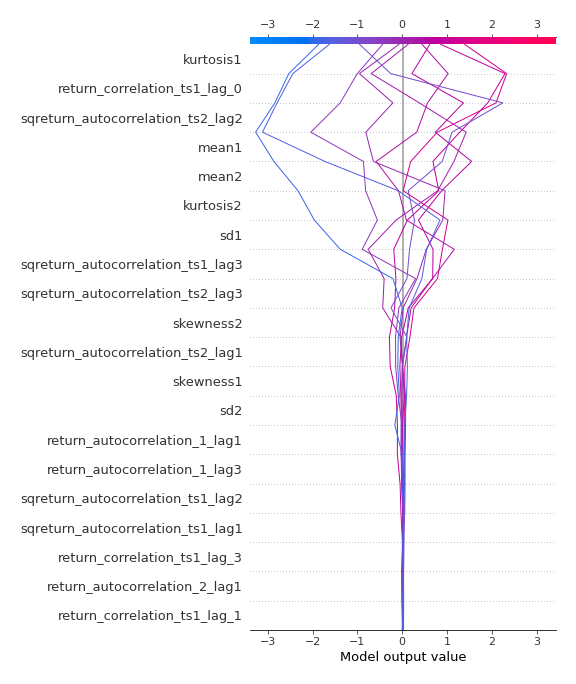 −3 −2 −1 0 1 2 3
kurtosis1
return_correlation_ts1_lag_0
sqreturn_autocorrelation_ts2_lag2
mean1
mean2
kurtosis2
sd1
sqreturn_autocorrelation_ts1_lag3
sqreturn_autocorrelation_ts2_lag3
skewness2
sqreturn_autocorrelation_ts2_lag1
skewness1
sd2
return_autocorrelation_1_lag1
return_autocorrelation_1_lag3
sqreturn_autocorrelation_ts1_lag2
sqreturn_autocorrelation_ts1_lag1
return_correlation_ts1_lag_3
return_autocorrelation_2_lag1
return_correlation_ts1_lag_1
−3 −2 −1 0 1 2 3
Model output value